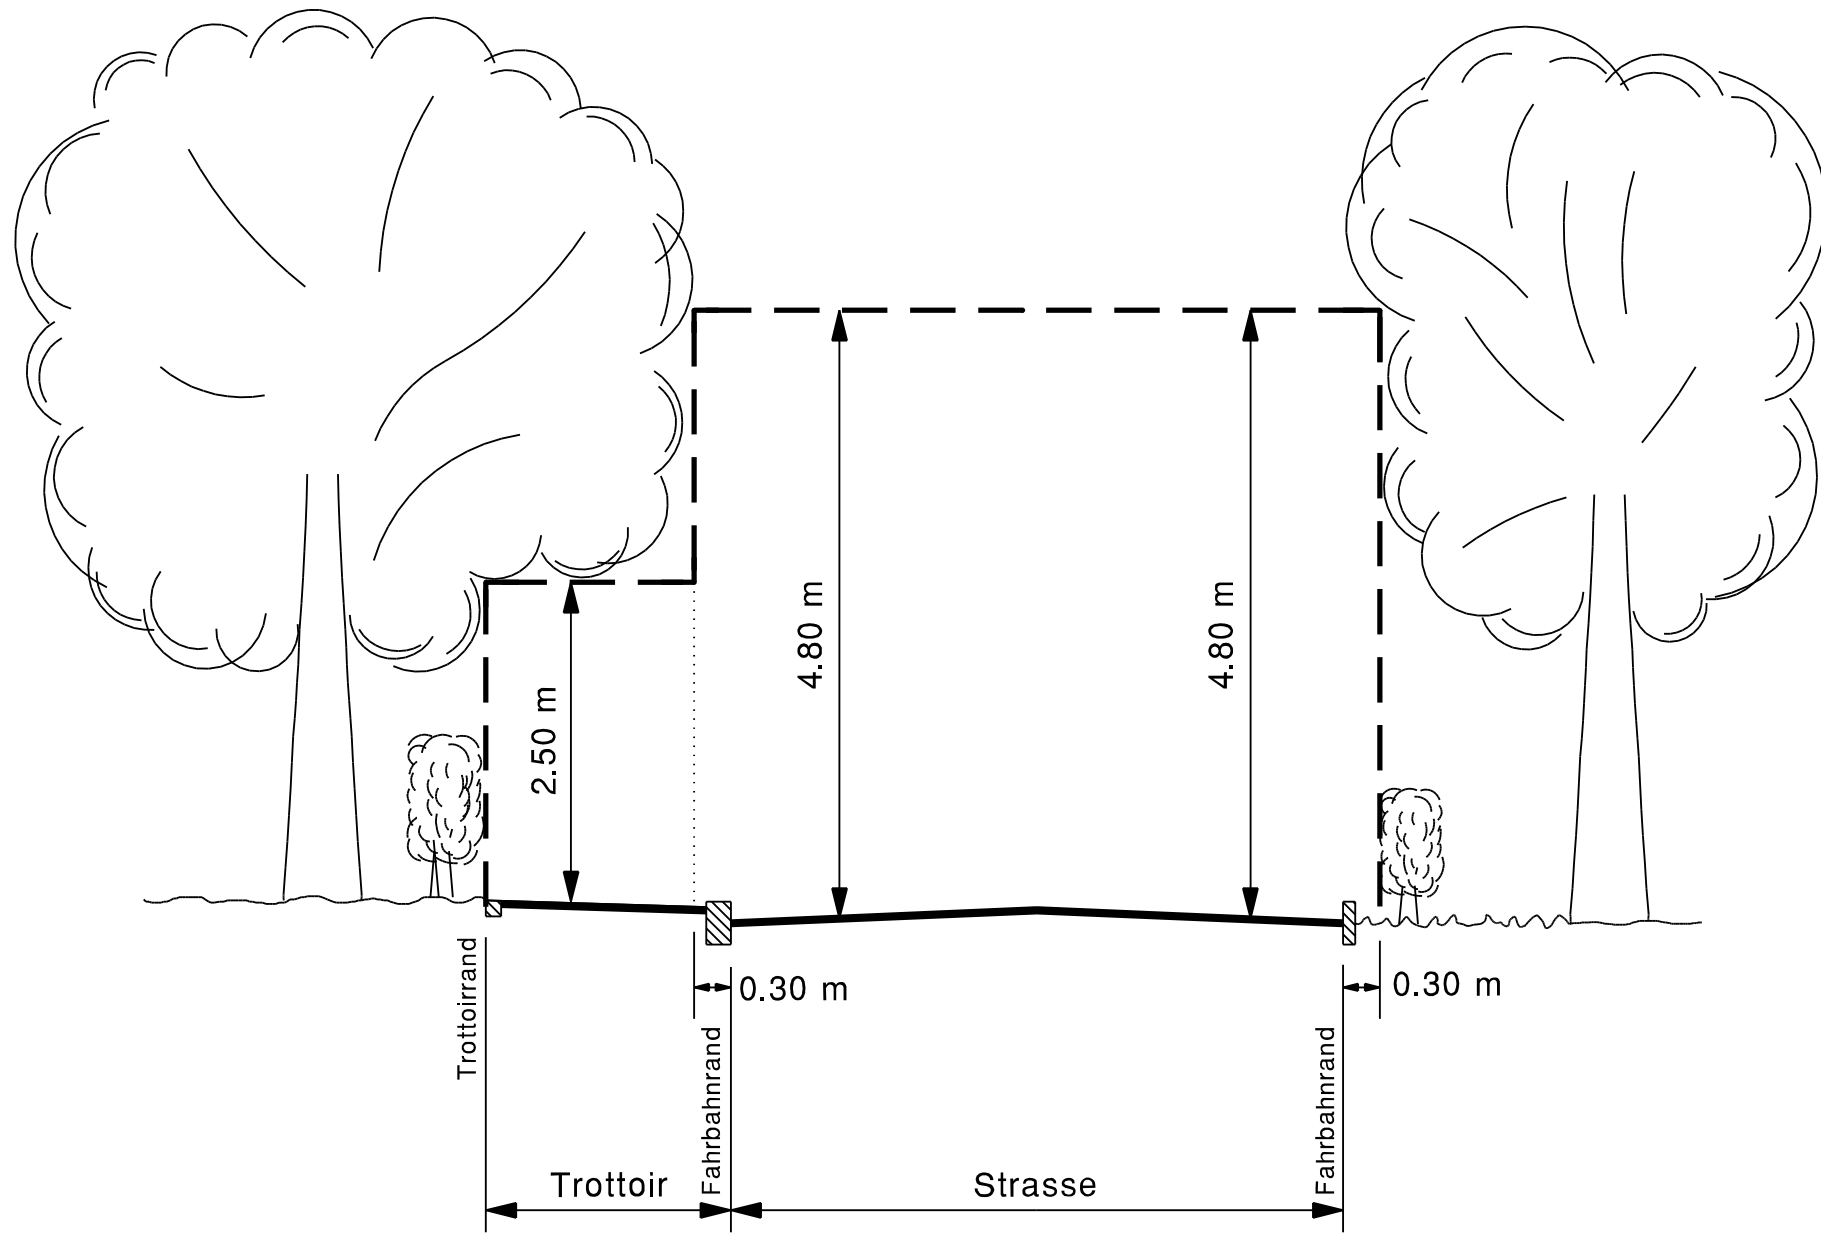 4.80 m
4.80 m
2.50 m
0.30 m
0.30 m
Trottoirrand
Fahrbahnrand
Fahrbahnrand
Trottoir
Strasse